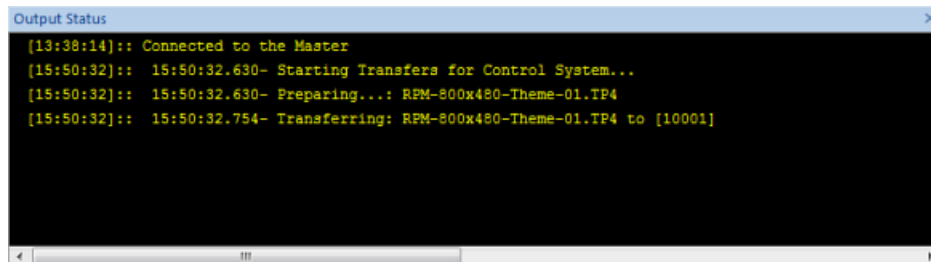 Output Status
[13:38:14]:: Connected to the Master
[15:50:32]:: 15:50:32.630- Starting Transfers for Control System...
[15:50:32]:: 15:50:32.630- Preparing...: RPM-800x480-Theme-01.TP4
[15:50:32]:: 15:50:32.754- Transferring: RPM-800x480-Theme-01.TP4 to [10001]